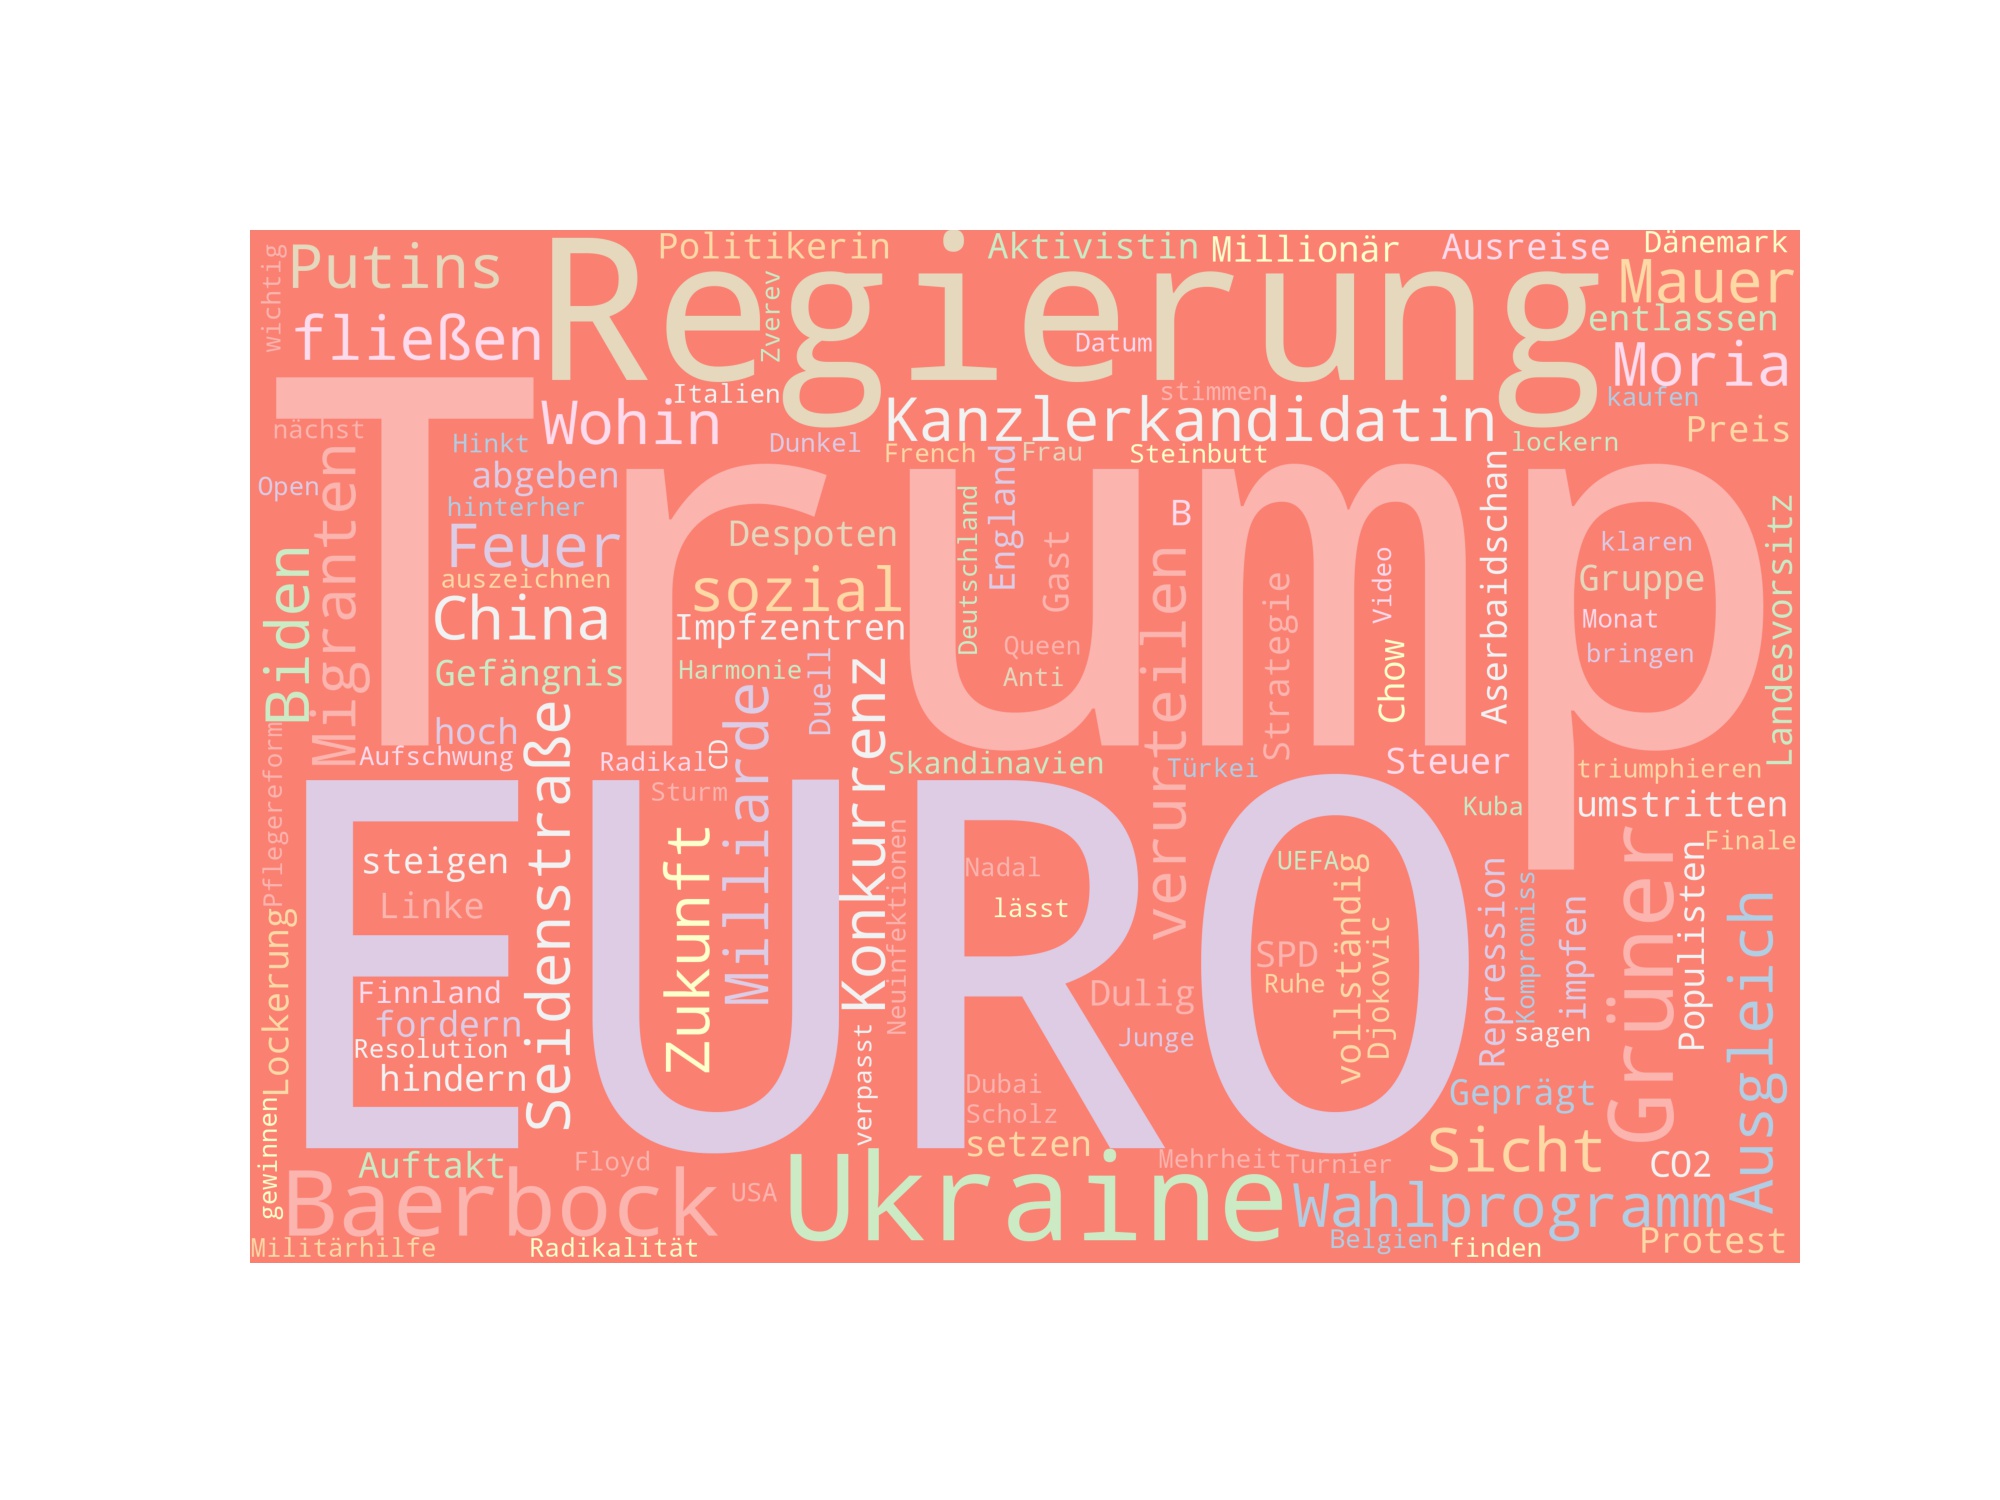 wichtig
Putins
Politikerin
Regierung
Aktivistin
Millionär
Ausreise
Dänemark
Mauer
fließen
Zverev
Datum
entlassen
Moria
Trump
Italien
stimmen
kaufen
nächst
Hinkt
Wohin
Dunkel
Kanzlerkandidatin
Preis
lockern
French
Frau
Steinbutt
Open
Migranten
abgeben
hinterher
Feuer
Despoten
Deutschland
England
Gast
B
Aserbaidschan
klaren
Landesvorsitz
Biden
auszeichnen
sozial
verurteilen
Strategie
Video
Gruppe
China
Impfzentren
Monat
Queen
Chow
bringen
Gefängnis
Harmonie
Duell
Anti
hoch
Seidenstraße
Milliarde
Konkurrenz
Pflegereform
Aufschwung
Radikal
CD
Skandinavien
Türkei
Steuer
triumphieren
EURO
Sturm
Kuba
umstritten
Zukunft
Neuinfektionen
Finale
steigen
Nadal
UEFA
vollständig
Repression
Kompromiss
impfen
Grüner
Populisten
Ausgleich
Linke
lässt
SPD
Djokovic
Lockerung
Finnland
Dulig
Ruhe
fordern
Junge
sagen
Resolution
verpasst
hindern
Dubai
Geprägt
Scholz
gewinnen
setzen
Sicht
Auftakt
Floyd
Mehrheit
Turnier
CO2
Baerbock
USA
Ukraine
Wahlprogramm
Militärhilfe
Radikalität
Belgien
finden
Protest